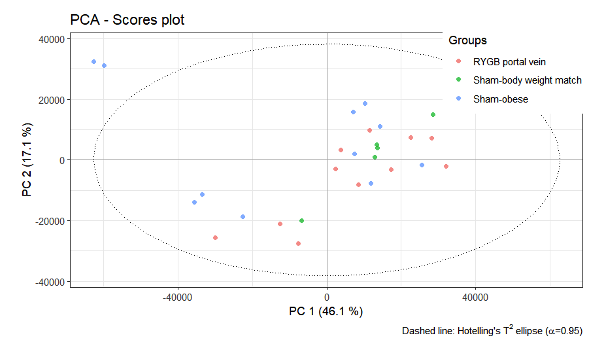 PCA - Scores plot
Groups
RYGB portal vein
Sham-body weight match
Sham-obese
40000
20000
0
-20000
-40000
PC 2 (17.1 %)
-40000 0 40000
PC 1 (46.1 %)
Dashed line: Hotelling's T² ellipse (α=0.95)